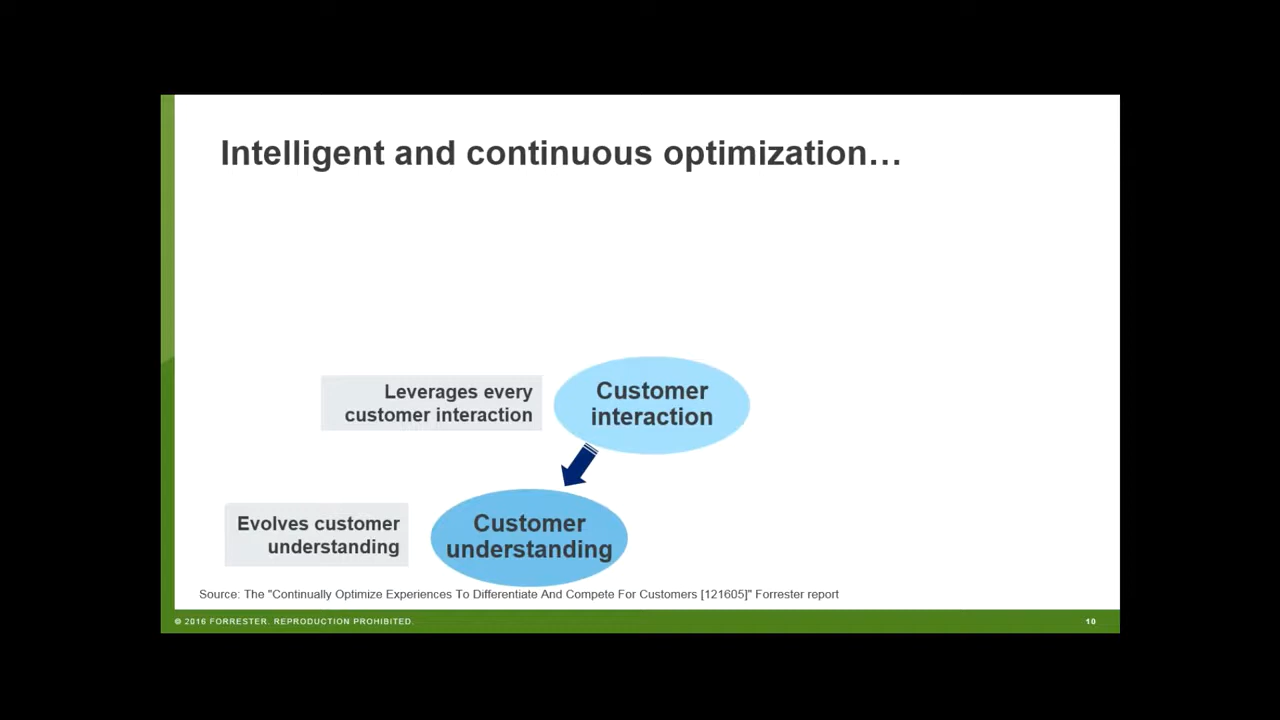 Intelligent and continuous optimization…
Leverages every
customer interaction
Customer
interaction
Evolves customer
understanding
Customer
understanding
Source: The "Continually Optimize Experiences To Differentiate And Compete For Customers [121605]" Forrester report
© 2016 FORRESTER. REPRODUCTION PROHIBITED.
10